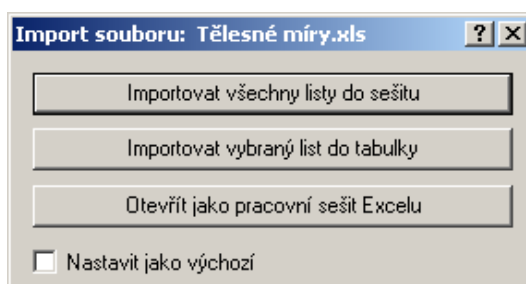 Import souboru: Tělesné míry.xls
Importovat všechny listy do sešitu
Importovat vybraný list do tabulky
Otevřít jako pracovní sešit Excelu
Nastavit jako výchozí